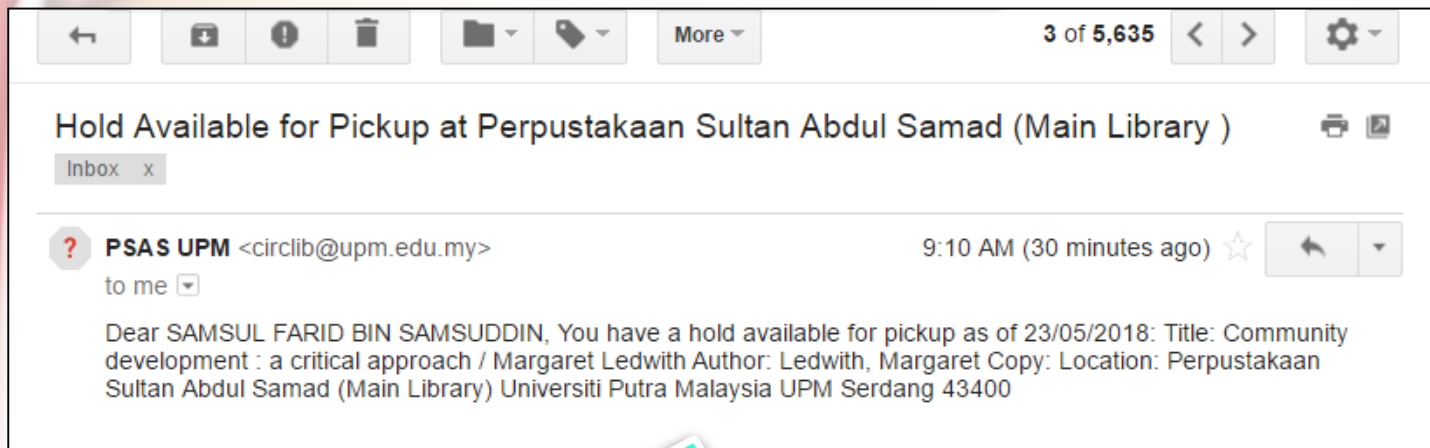 More
3 of 5,635
Hold Available for Pickup at Perpustakaan Sultan Abdul Samad (Main Library )
Inbox x
? PSAS UPM <circlib@upm.edu.my> 9:10 AM (30 minutes ago)
to me
Dear SAMSUL FARID BIN SAMSUDDIN, You have a hold available for pickup as of 23/05/2018: Title: Community
development : a critical approach / Margaret Ledwith Author: Ledwith, Margaret Copy: Location: Perpustakaan
Sultan Abdul Samad (Main Library) Universiti Putra Malaysia UPM Serdang 43400